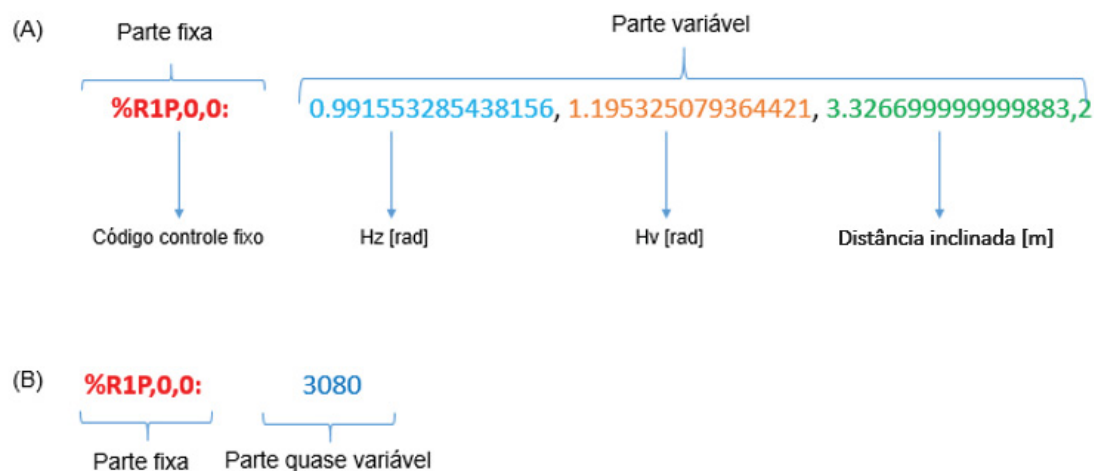 (A)
Parte fixa
Parte variável
%R1P,0,0: 0.991553285438156, 1.195325079364421, 3.326699999999883,2
Código controle fixo Hz [rad] Hv [rad] Distância inclinada [m]
(B)
%R1P,0,0: 3080
Parte fixa Parte quase variável